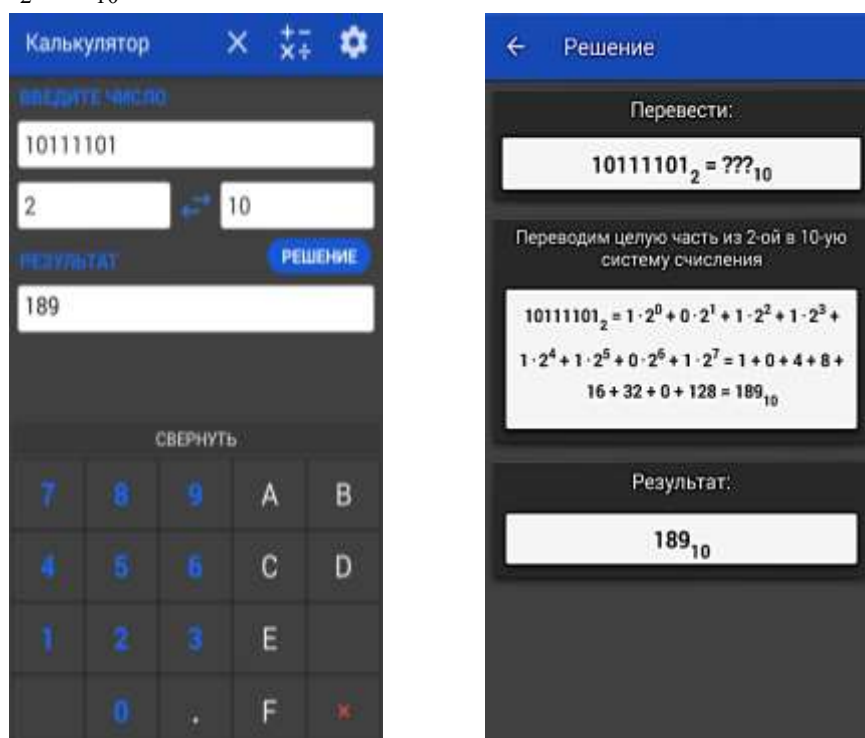 2 10
Калькулятор
ВВЕДИТЕ ЧИСЛО
10111101
2 10
РЕЗУЛЬТАТ РЕШЕНИЕ
189
СВЕРНУТЬ
7 8 9 A B
4 5 6 C D
1 2 3 E
0 . F ×
Решение
Перевести:
10111101₂ = ???₁₀
Переводим целую часть из 2-ой в 10-ую
систему счисления
10111101₂ = 1 · 2⁰ + 0 · 2¹ + 1 · 2² + 1 · 2³ +
1 · 2⁴ + 1 · 2⁵ + 0 · 2⁶ + 1 · 2⁷ = 1 + 0 + 4 + 8 +
16 + 32 + 0 + 128 = 189₁₀
Результат:
189₁₀